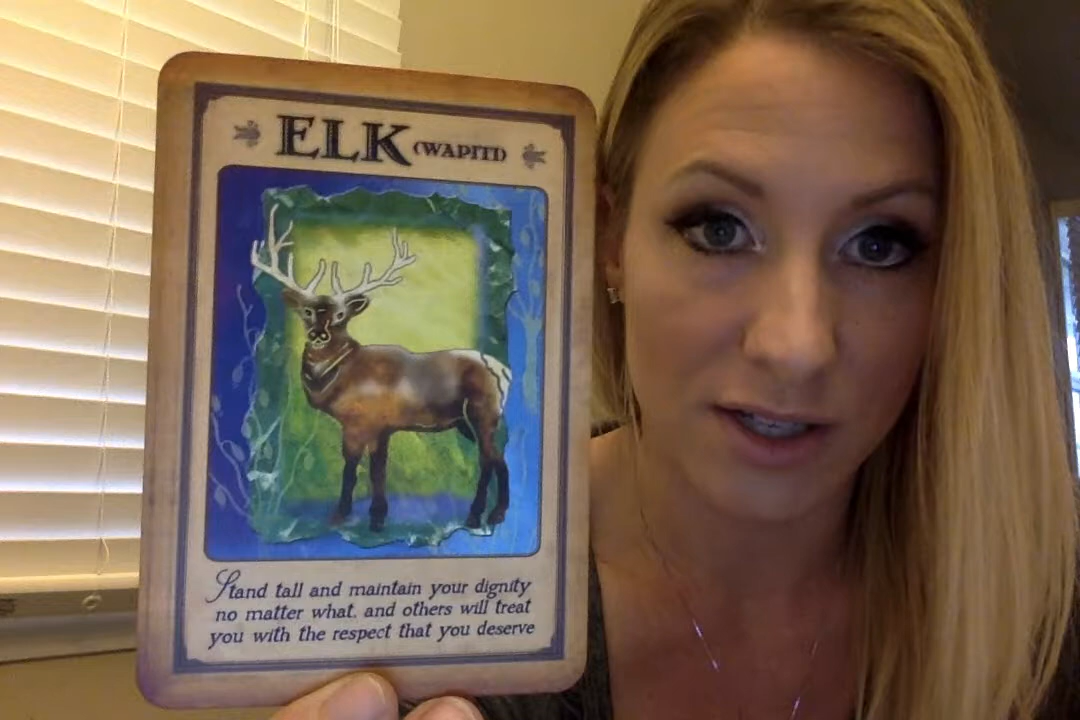 ELK (WAPITI)
Stand tall and maintain your dignity
no matter what, and others will treat
you with the respect that you deserve